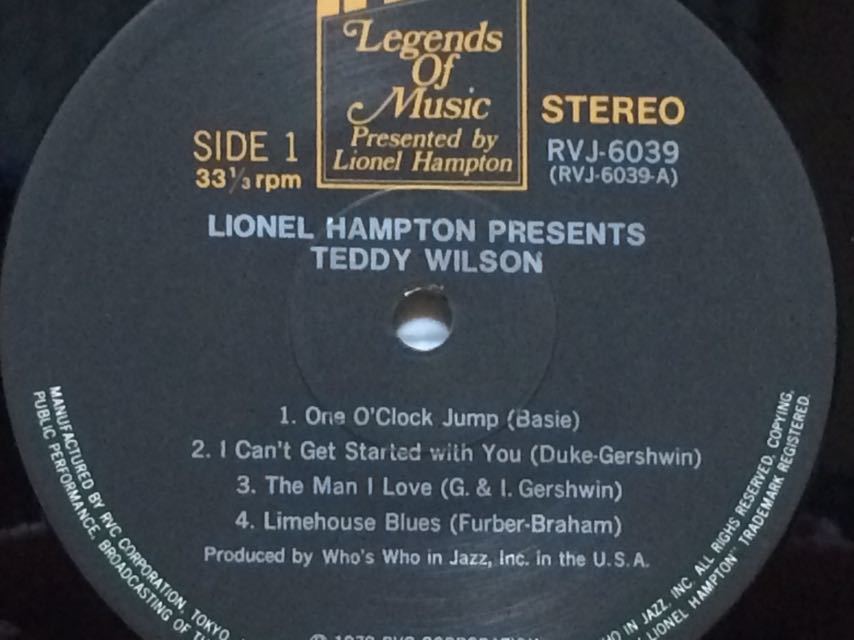 Legends
Of
Music
Presented by
Lionel Hampton
STEREO
SIDE 1
33⅓ rpm
RVJ-6039
(RVJ-6039-A)
LIONEL HAMPTON PRESENTS
TEDDY WILSON
1. One O'Clock Jump (Basie)
2. I Can't Get Started with You (Duke-Gershwin)
3. The Man I Love (G. & I. Gershwin)
4. Limehouse Blues (Furber-Braham)
Produced by Who's Who in Jazz, Inc. in the U.S.A.
MANUFACTURED BY RVC CORPORATION, TOKYO
PUBLIC PERFORMANCE, BROADCASTING OF
IN JAZZ, INC. ALL RIGHS RESERVED. COPYING,
LIONEL HAMPTON" TRADEMARK REGISTERED.
RVC CORPORATION